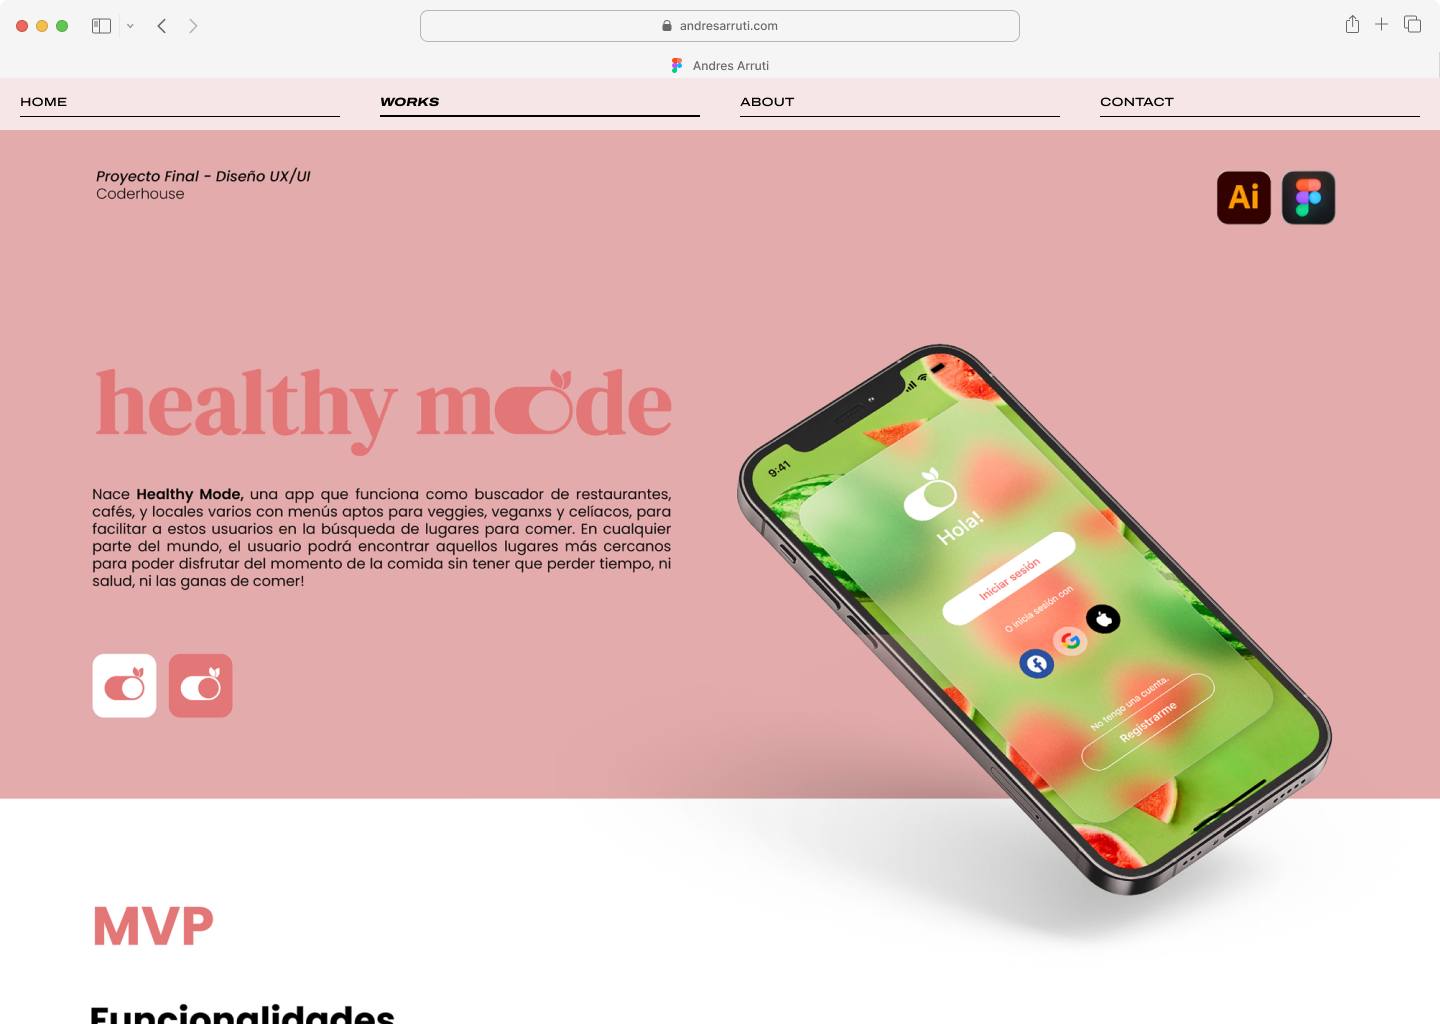 andresarruti.com
Andres Arruti
HOME
WORKS
ABOUT
CONTACT
Proyecto Final - Diseño UX/UI
Coderhouse
Ai
healthy mode
Nace Healthy Mode, una app que funciona como buscador de restaurantes,
cafés, y locales varios con menús aptos para veggies, veganxs y celíacos, para
facilitar a estos usuarios en la búsqueda de lugares para comer. En cualquier
parte del mundo, el usuario podrá encontrar aquellos lugares más cercanos
para poder disfrutar del momento de la comida sin tener que perder tiempo, ni
salud, ni las ganas de comer!
9:41
Hola!
Iniciar sesión
O inicia sesión con
No tengo una cuenta.
Registrarme
MVP
Funcionalidades